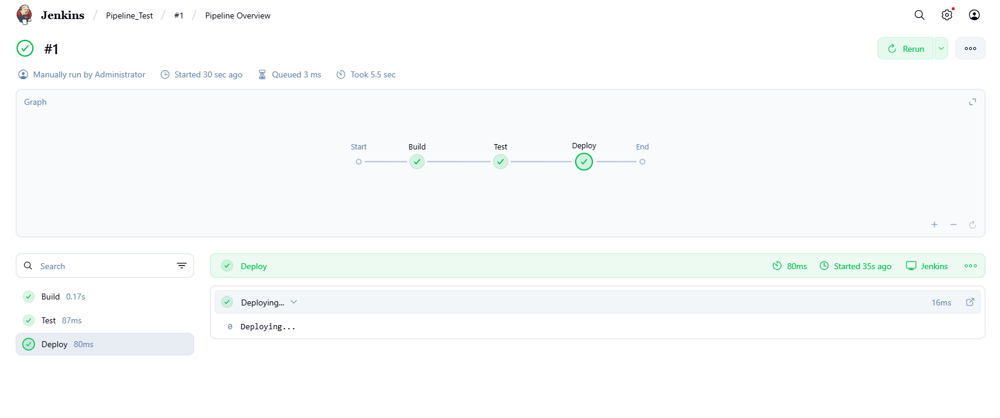 Jenkins / Pipeline_Test / #1 / Pipeline Overview
#1
Rerun
Manually run by Administrator Started 30 sec ago Queued 3 ms Took 5.5 sec
Graph
Start Build Test Deploy End
Search
Build 0.17s
Test 87ms
Deploy 80ms
Deploy 80ms Started 35s ago Jenkins
Deploying... 16ms
0 Deploying...